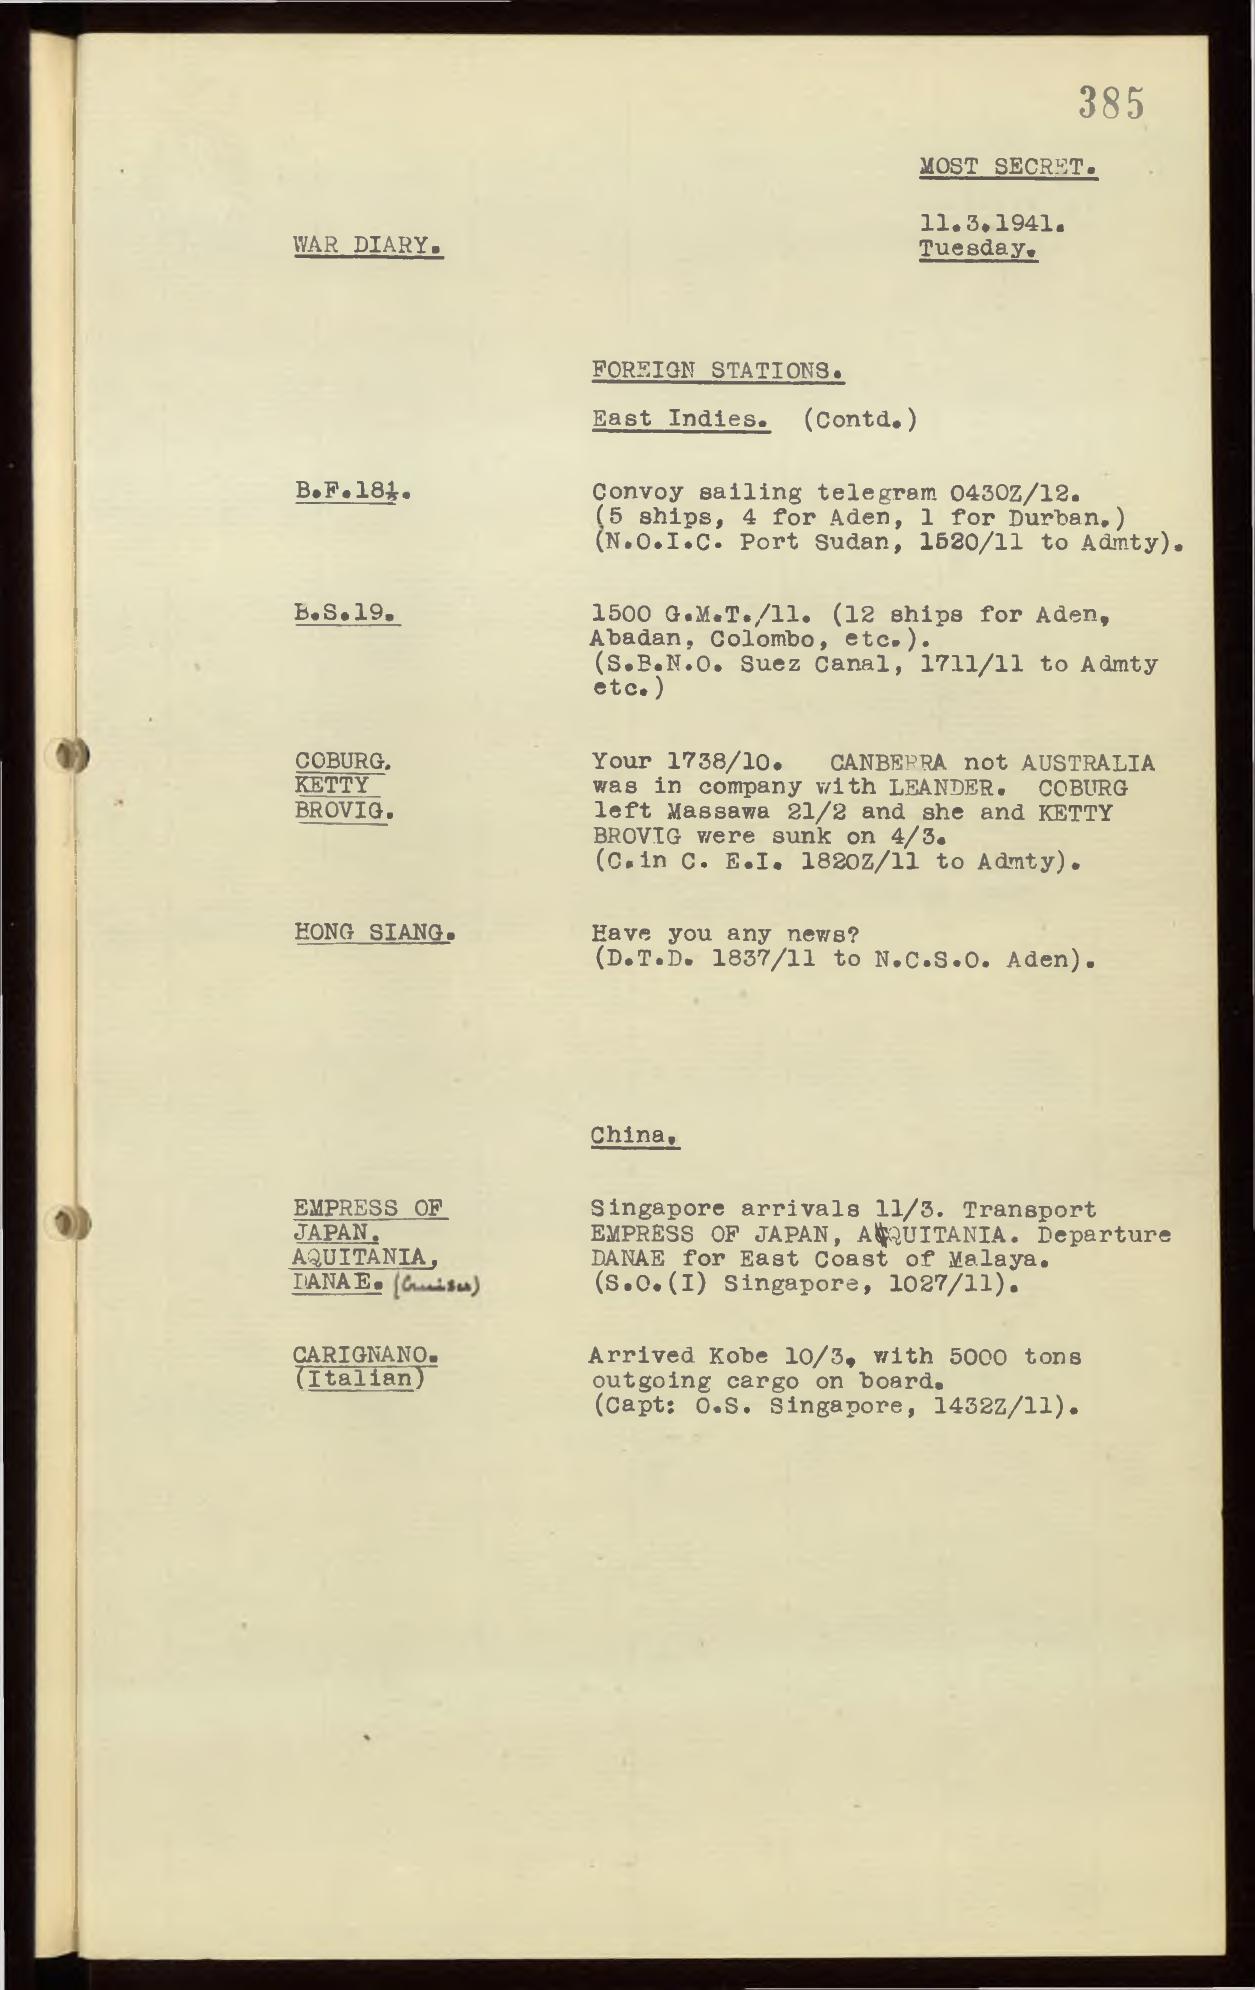 385
MOST SECRET.
11.3.1941.
WAR DIARY.
Tuesday.
FOREIGN STATIONS.
East Indies. (Contd.)
B.F.18½.
Convoy sailing telegram 0430Z/12.
(5 ships, 4 for Aden, 1 for Durban.)
(N.O.I.C. Port Sudan, 1520/11 to Admty).
B.S.19.
1500 G.M.T./11. (12 ships for Aden,
Abadan, Colombo, etc.).
(S.B.N.O. Suez Canal, 1711/11 to Admty
etc.)
COBURG.
KETTY
BROVIG.
Your 1738/10. CANBERRA not AUSTRALIA
was in company with LEANDER. COBURG
left Massawa 21/2 and she and KETTY
BROVIG were sunk on 4/3.
(C.in C. E.I. 1820Z/11 to Admty).
HONG SIANG.
Have you any news?
(D.T.D. 1837/11 to N.C.S.O. Aden).
China.
EMPRESS OF
JAPAN.
AQUITANIA,
DANAE. (Cruiser)
Singapore arrivals 11/3. Transport
EMPRESS OF JAPAN, AQUITANIA. Departure
DANAE for East Coast of Malaya.
(S.O.(I) Singapore, 1027/11).
CARIGNANO.
(Italian)
Arrived Kobe 10/3, with 5000 tons
outgoing cargo on board.
(Capt: O.S. Singapore, 1432Z/11).